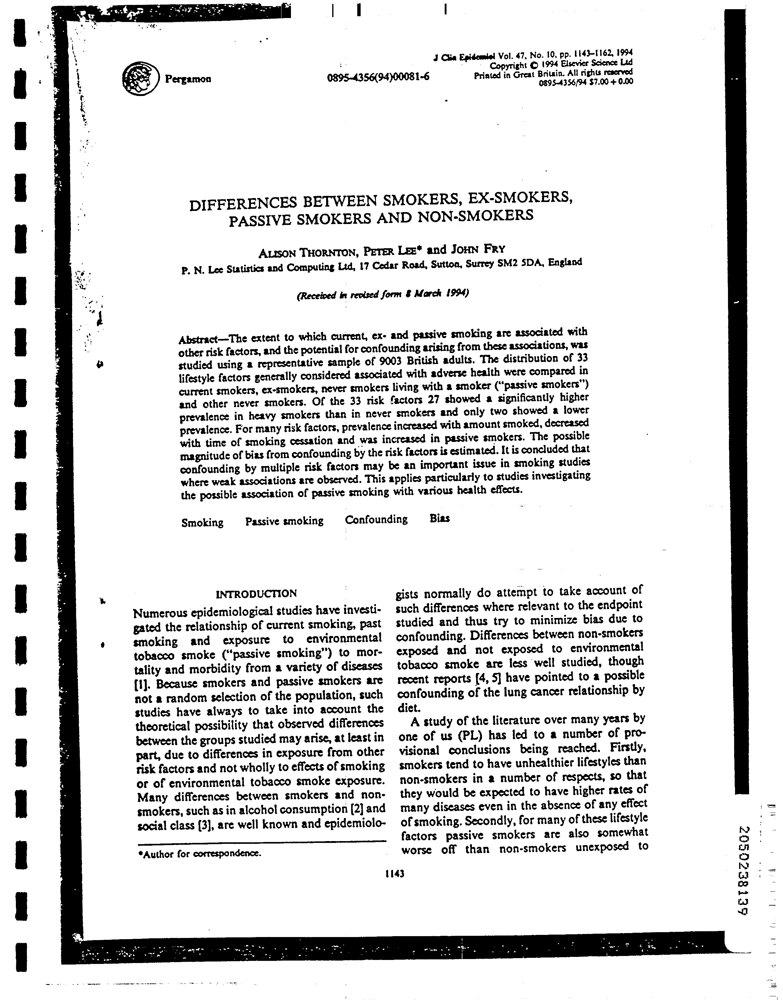 J Clin Epidemiol Vol. 47, No. 10, pp. 1143–1162, 1994
Copyright © 1994 Elsevier Science Ltd
Printed in Great Britain. All rights reserved
0895-4356/94 $7.00 + 0.00
Pergamon
0895-4356(94)00081-6
DIFFERENCES BETWEEN SMOKERS, EX-SMOKERS,
PASSIVE SMOKERS AND NON-SMOKERS
ALISON THORNTON, PETER LEE* and JOHN FRY
P. N. Lee Statistics and Computing Ltd, 17 Cedar Road, Sutton, Surrey SM2 5DA, England
(Received in revised form 8 March 1994)
Abstract—The extent to which current, ex- and passive smoking are associated with
other risk factors, and the potential for confounding arising from these associations, was
studied using a representative sample of 9003 British adults. The distribution of 33
lifestyle factors generally considered associated with adverse health were compared in
current smokers, ex-smokers, never smokers living with a smoker (“passive smokers”)
and other never smokers. Of the 33 risk factors 27 showed a significantly higher
prevalence in heavy smokers than in never smokers and only two showed a lower
prevalence. For many risk factors, prevalence increased with amount smoked, decreased
with time of smoking cessation and was increased in passive smokers. The possible
magnitude of bias from confounding by the risk factors is estimated. It is concluded that
confounding by multiple risk factors may be an important issue in smoking studies
where weak associations are observed. This applies particularly to studies investigating
the possible association of passive smoking with various health effects.
Smoking Passive smoking Confounding Bias
INTRODUCTION
Numerous epidemiological studies have investi-
gated the relationship of current smoking, past
smoking and exposure to environmental
tobacco smoke (“passive smoking”) to mor-
tality and morbidity from a variety of diseases
[1]. Because smokers and passive smokers are
not a random selection of the population, such
studies have always to take into account the
theoretical possibility that observed differences
between the groups studied may arise, at least in
part, due to differences in exposure from other
risk factors and not wholly to effects of smoking
or of environmental tobacco smoke exposure.
Many differences between smokers and non-
smokers, such as in alcohol consumption [2] and
social class [3], are well known and epidemiolo-
*Author for correspondence.
gists normally do attempt to take account of
such differences where relevant to the endpoint
studied and thus try to minimize bias due to
confounding. Differences between non-smokers
exposed and not exposed to environmental
tobacco smoke are less well studied, though
recent reports [4, 5] have pointed to a possible
confounding of the lung cancer relationship by
diet.
A study of the literature over many years by
one of us (PL) has led to a number of pro-
visional conclusions being reached. Firstly,
smokers tend to have unhealthier lifestyles than
non-smokers in a number of respects, so that
they would be expected to have higher rates of
many diseases even in the absence of any effect
of smoking. Secondly, for many of these lifestyle
factors passive smokers are also somewhat
worse off than non-smokers unexposed to
1143
2050238139